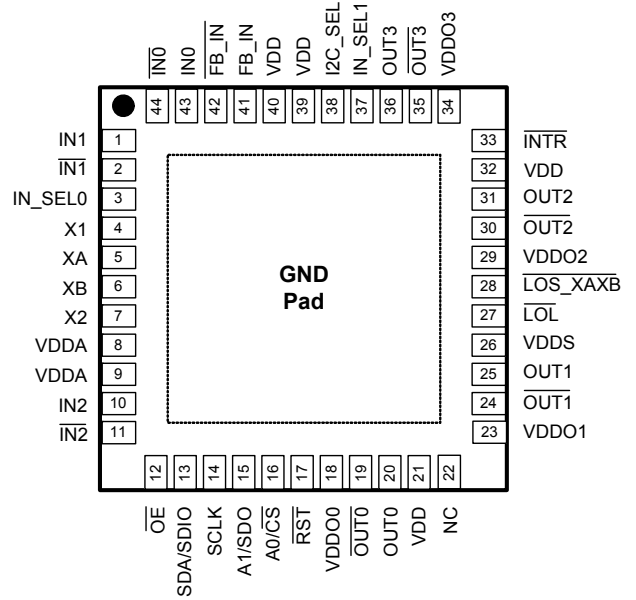 IN0
IN0
FB_IN
FB_IN
VDD
VDD
I2C_SEL
IN_SEL1
OUT3
OUT3
VDDO3
44
43
42
41
40
39
38
37
36
35
34
IN1
1
IN1
2
IN_SEL0
3
X1
4
XA
5
XB
6
X2
7
VDDA
8
VDDA
9
IN2
10
IN2
11
GND
Pad
33
INTR
32
VDD
31
OUT2
30
OUT2
29
VDDO2
28
LOS_XAXB
27
LOL
26
VDDS
25
OUT1
24
OUT1
23
VDDO1
12
13
14
15
16
17
18
19
20
21
22
OE
SDA/SDIO
SCLK
A1/SDO
A0/CS
RST
VDDO0
OUT0
OUT0
VDD
NC